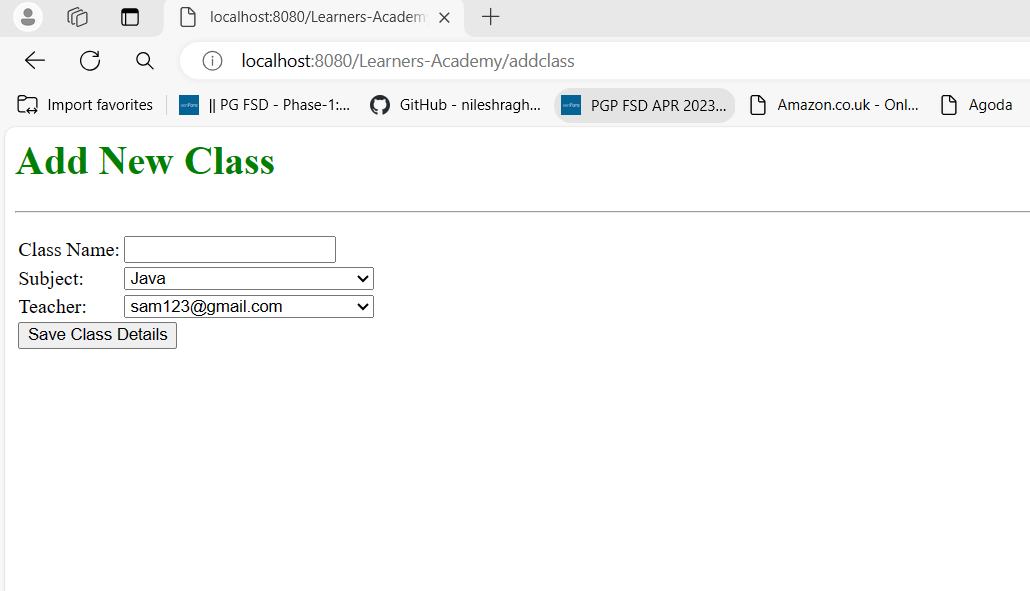 localhost:8080/Learners-Academ
localhost:8080/Learners-Academy/addclass
Import favorites || PG FSD - Phase-1:... GitHub - nileshragh... PGP FSD APR 2023... Amazon.co.uk - Onl... Agoda
Add New Class
Class Name:
Subject: Java
Teacher: sam123@gmail.com
Save Class Details